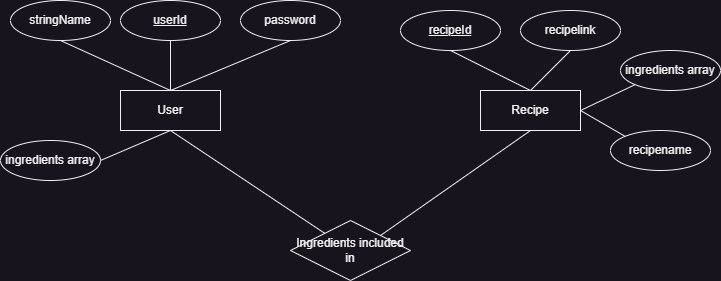 stringName
userId
password
recipeId
recipelink
ingredients array
User
Recipe
ingredients array
recipename
Ingredients included
in